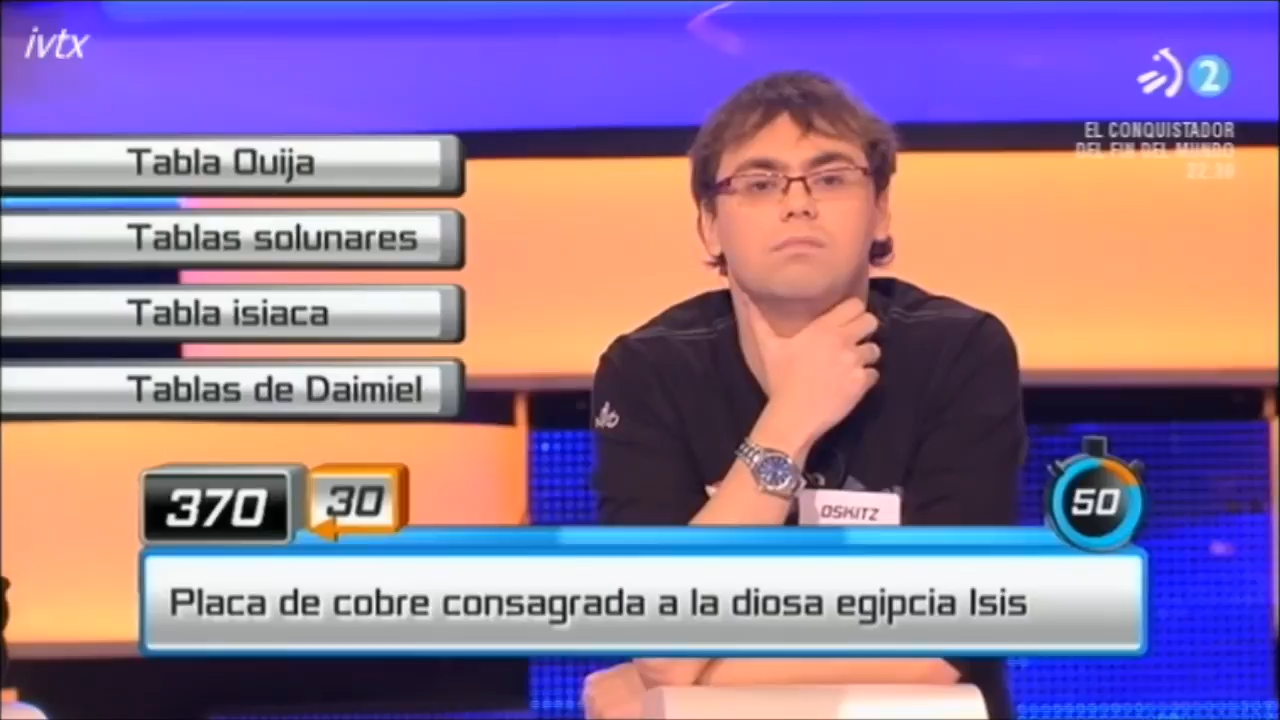 ivtx
2
EL CONQUISTADOR
DEL FIN DEL MUNDO
22:30
Tabla Ouija
Tablas solunares
Tabla isiaca
Tablas de Daimiel
370
30
50
OSKITZ
Placa de cobre consagrada a la diosa egipcia Isis